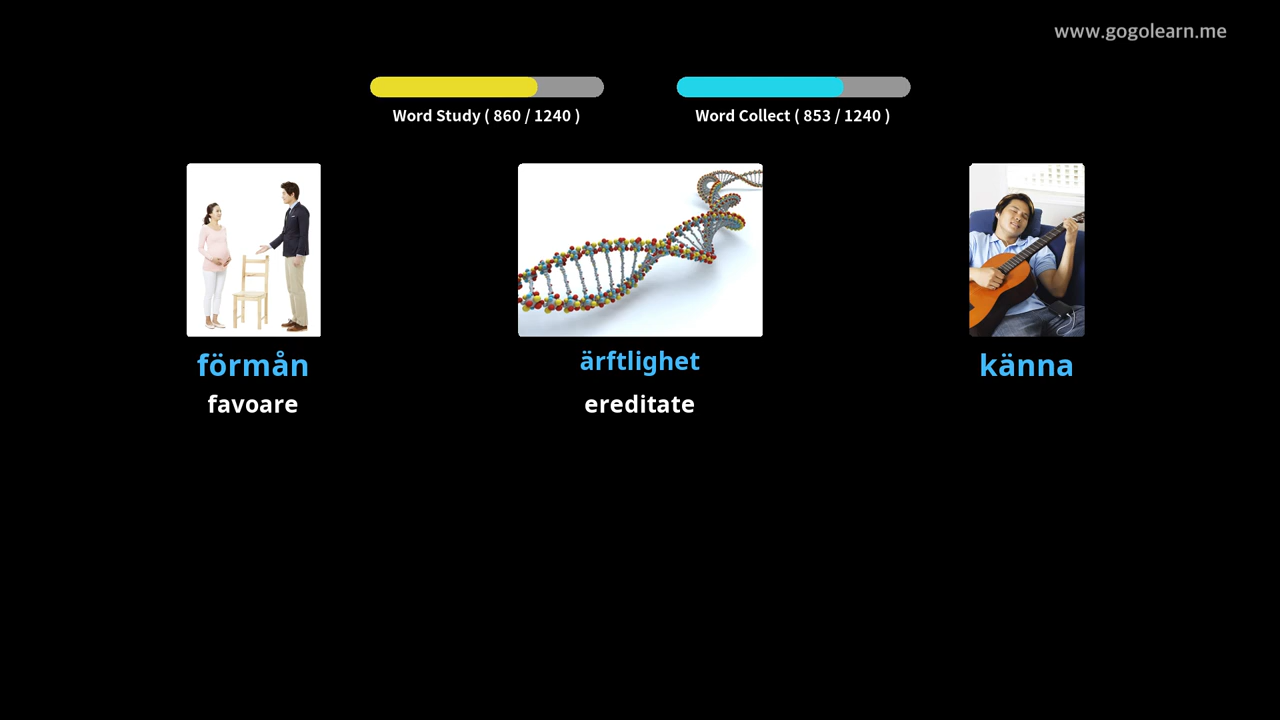 www.gogolearn.me
Word Study ( 860 / 1240 )
Word Collect ( 853 / 1240 )
förmån
favoare
ärftlighet
ereditate
känna